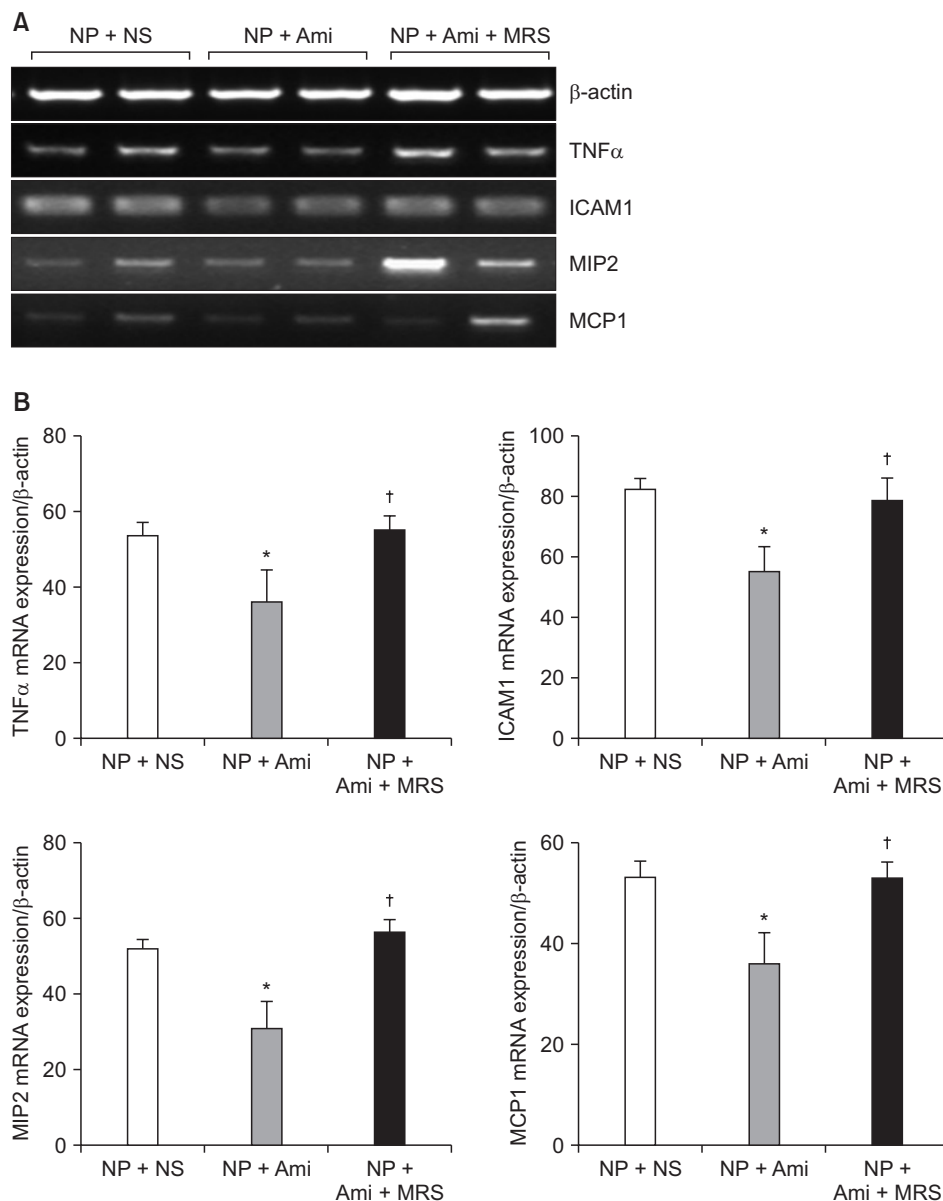 A
NP + NS NP + Ami NP + Ami + MRS
β-actin
TNFα
ICAM1
MIP2
MCP1
B
TNFα mRNA expression/β-actin
80
60
40
20
0
*
†
NP + NS NP + Ami NP +
Ami + MRS
ICAM1 mRNA expression/β-actin
100
80
60
40
20
0
*
†
NP + NS NP + Ami NP +
Ami + MRS
MIP2 mRNA expression/β-actin
80
60
40
20
0
*
†
NP + NS NP + Ami NP +
Ami + MRS
MCP1 mRNA expression/β-actin
60
40
20
0
*
†
NP + NS NP + Ami NP +
Ami + MRS